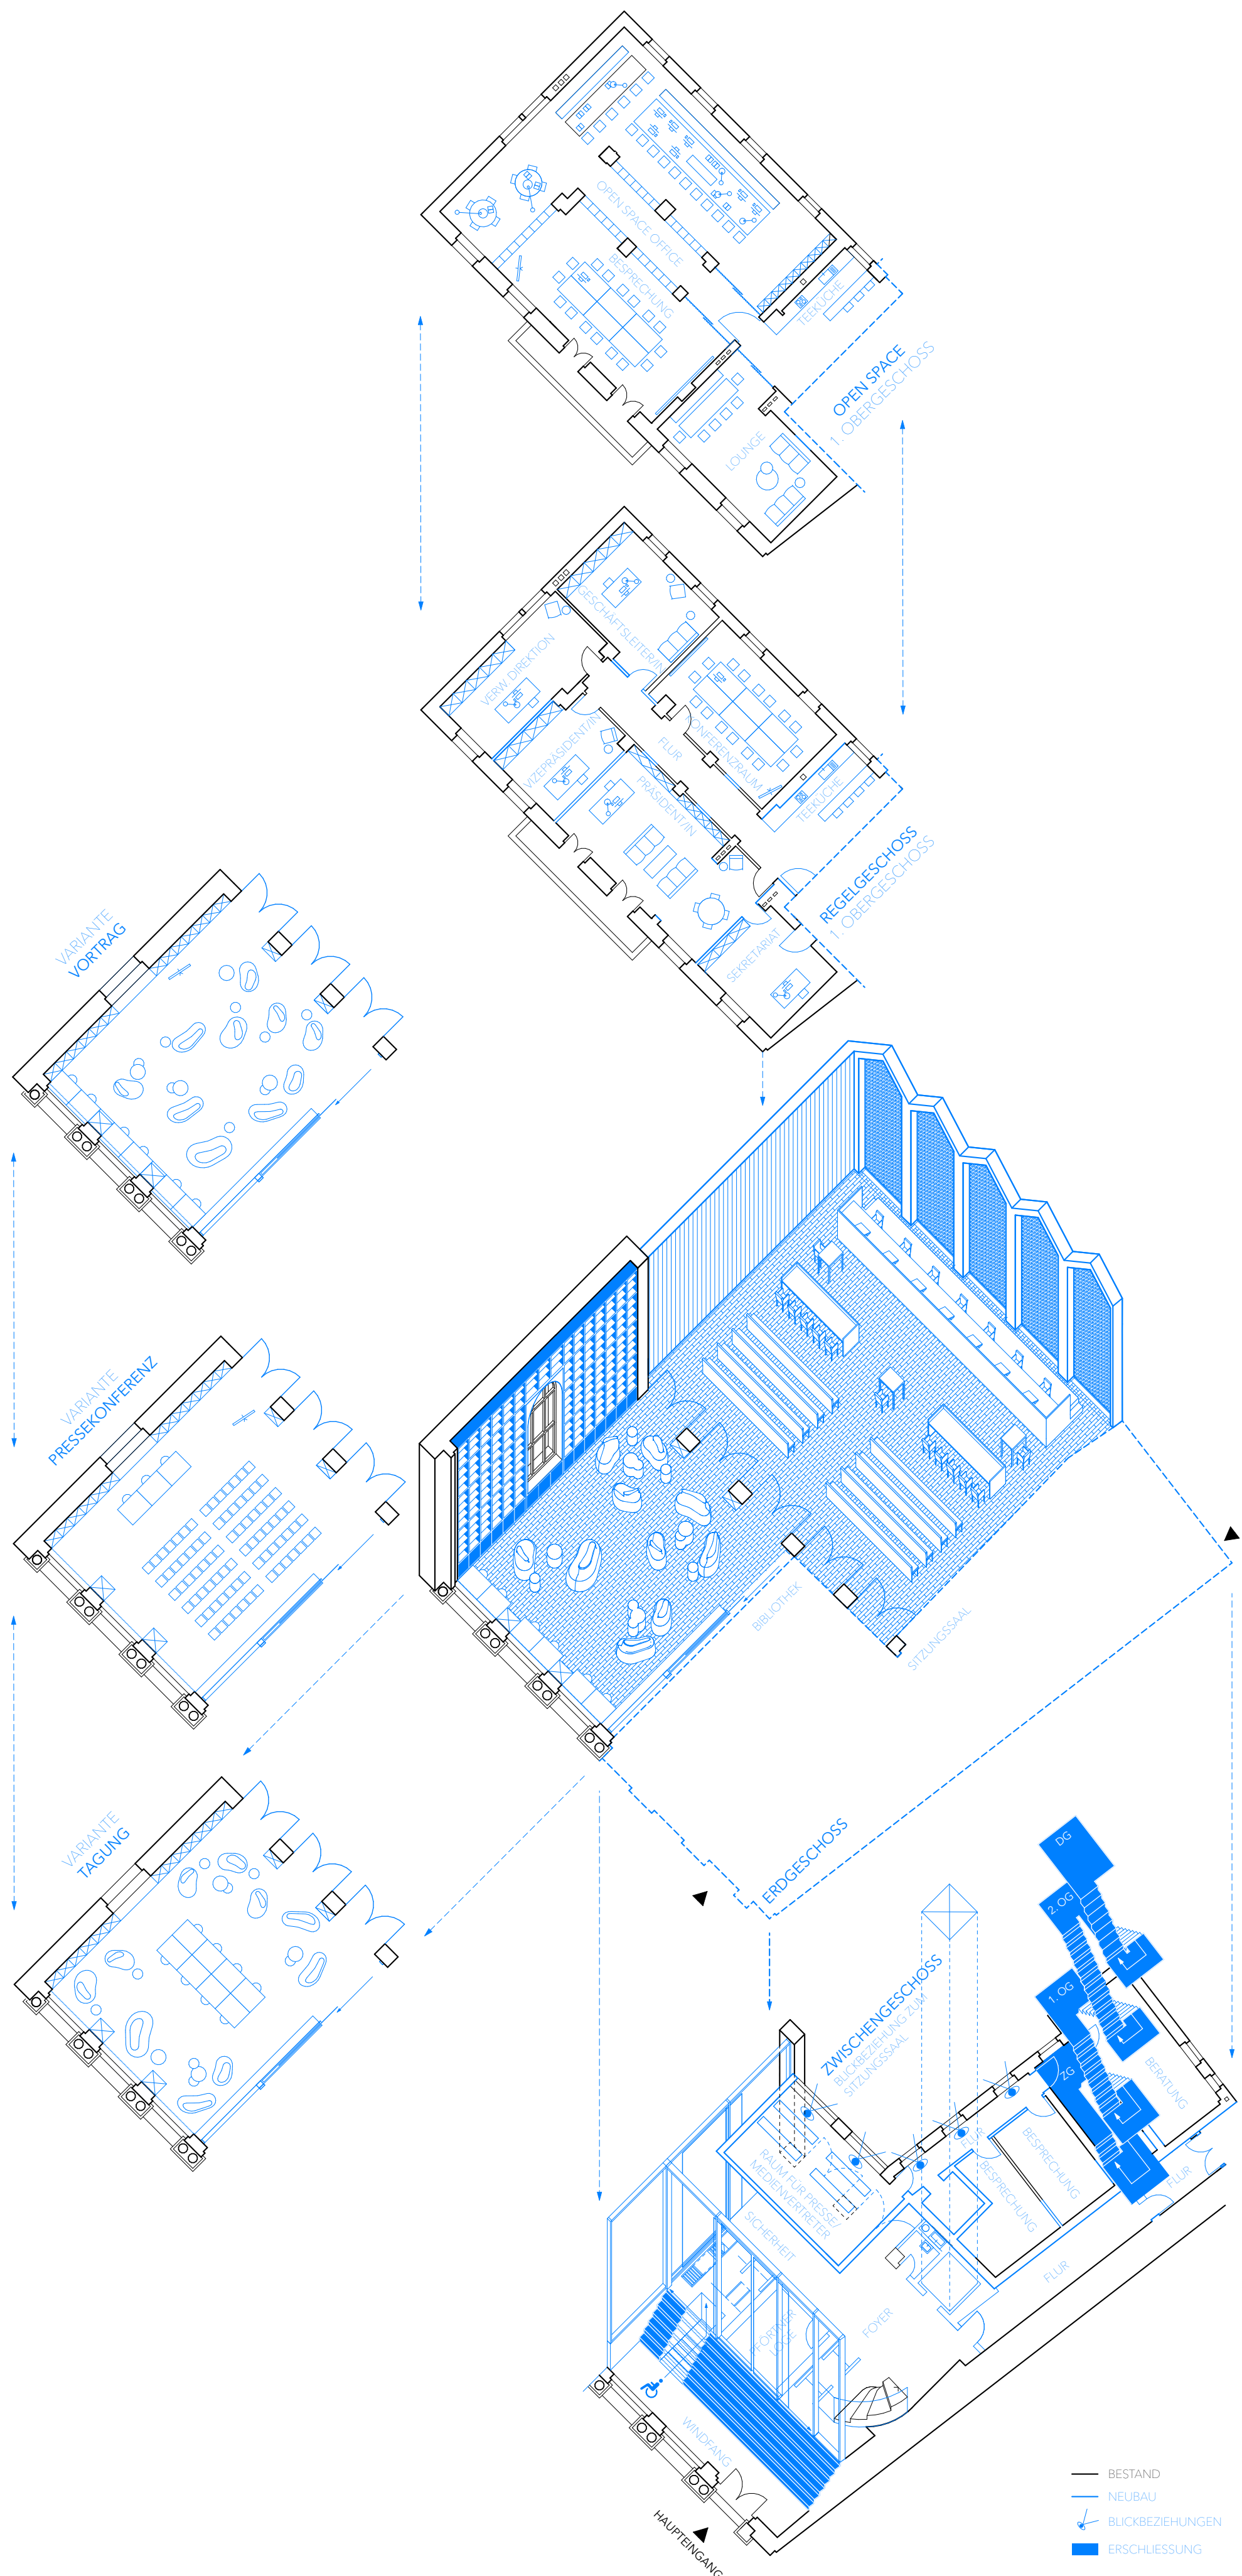 OPEN SPACE OFFICE
BESPRECHUNG
TEEKÜCHE
LOUNGE
OPEN SPACE
1. OBERGESCHOSS
GESCHÄFTSLEITER/IN
VERW. DIREKTION
VIZEPRÄSIDENT/IN
FLUR
KONFERENZRAUM
PRÄSIDENT/IN
TEEKÜCHE
SEKRETARIAT
REGELGESCHOSS
1. OBERGESCHOSS
VARIANTE
VORTRAG
VARIANTE
PRESSEKONFERENZ
VARIANTE
TAGUNG
BIBLIOTHEK
SITZUNGSSAAL
ERDGESCHOSS
DG
2. OG
1. OG
ZG
ZWISCHENGESCHOSS
BLICKBEZIEHUNG ZUM
SITZUNGSSAAL
BERATUNG
FLUR
BESPRECHUNG
BESPRECHUNG
FLUR
RAUM FÜR PRESSE/
MEDIENVERTRETER
SICHERHEIT
FLUR
FOYER
PFÖRTNER
LOGE
WINDFANG
HAUPTEINGANG
BESTAND
NEUBAU
BLICKBEZIEHUNGEN
ERSCHLIESSUNG